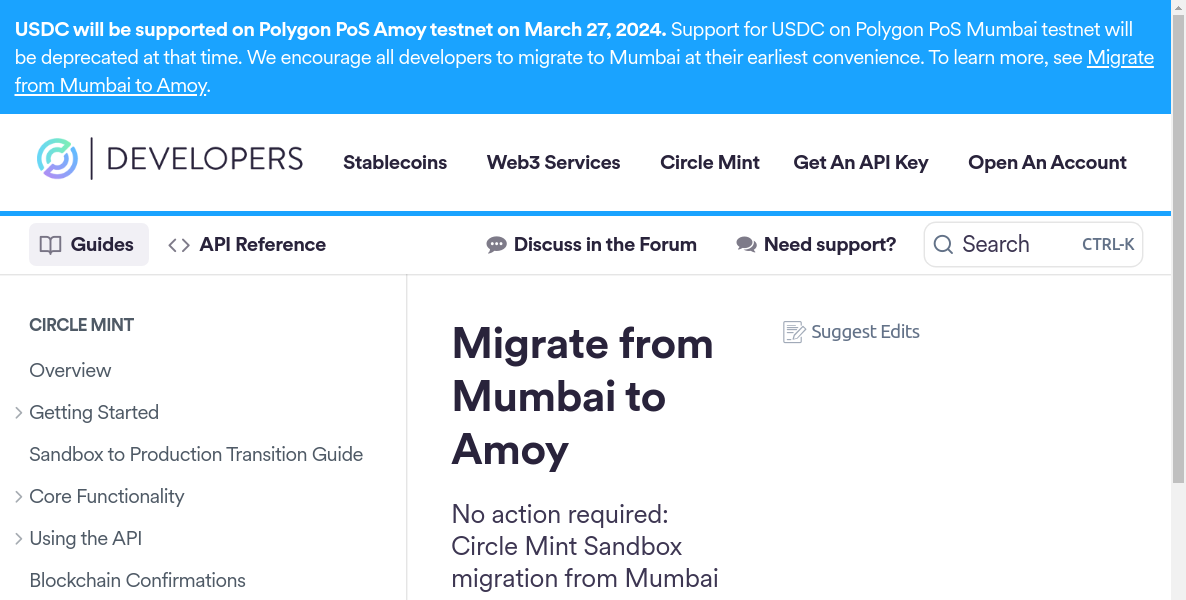 USDC will be supported on Polygon PoS Amoy testnet on March 27, 2024. Support for USDC on Polygon PoS Mumbai testnet will
be deprecated at that time. We encourage all developers to migrate to Mumbai at their earliest convenience. To learn more, see Migrate
from Mumbai to Amoy.
DEVELOPERS
Stablecoins
Web3 Services
Circle Mint
Get An API Key
Open An Account
Guides
API Reference
Discuss in the Forum
Need support?
Search
CTRL-K
CIRCLE MINT
Overview
Getting Started
Sandbox to Production Transition Guide
Core Functionality
Using the API
Blockchain Confirmations
Migrate from
Mumbai to
Amoy
Suggest Edits
No action required:
Circle Mint Sandbox
migration from Mumbai